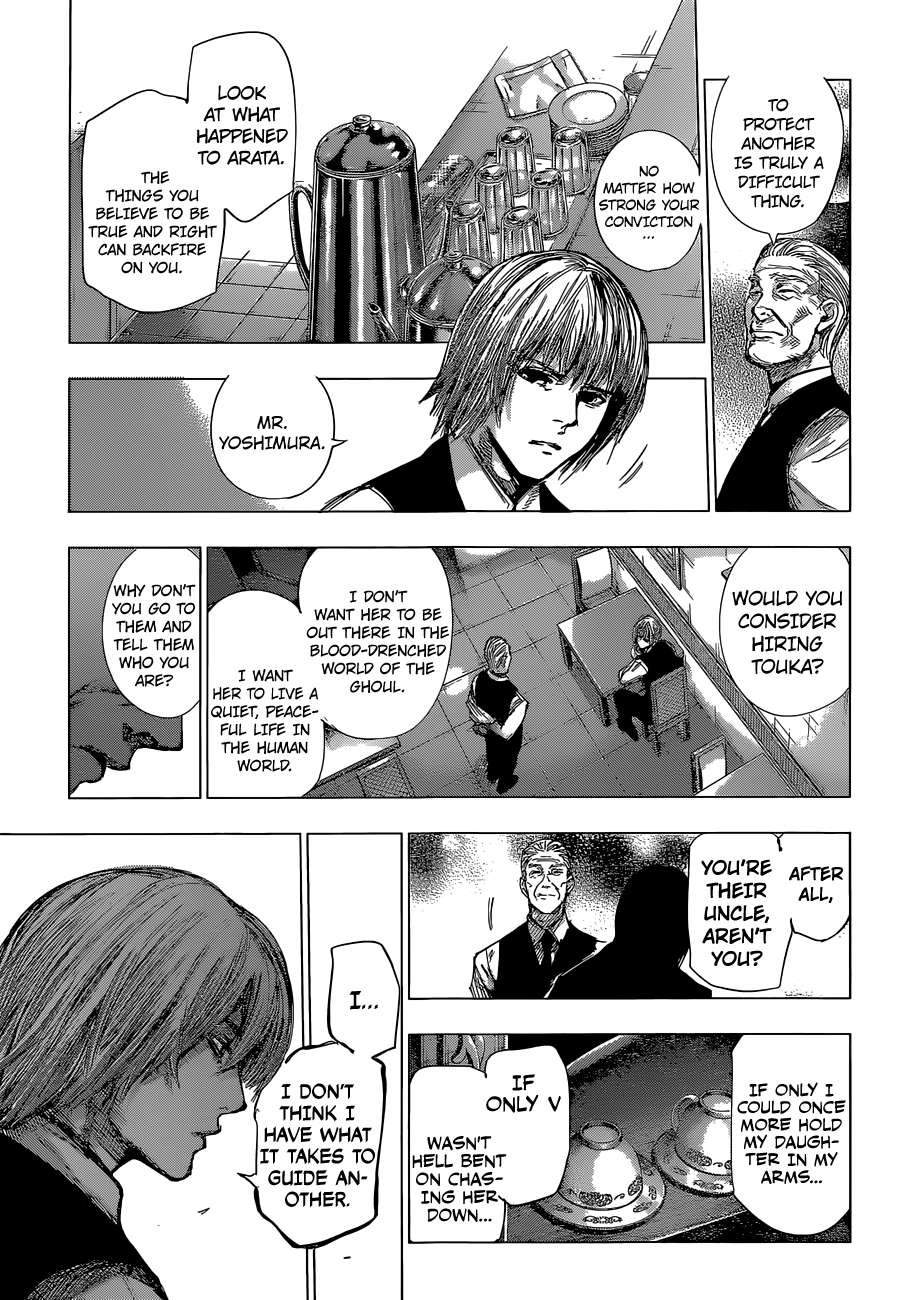 TO
PROTECT
ANOTHER
IS TRULY A
DIFFICULT
THING.
NO
MATTER HOW
STRONG YOUR
CONVICTION
...
LOOK
AT WHAT
HAPPENED
TO ARATA.
THE
THINGS YOU
BELIEVE TO BE
TRUE AND RIGHT
CAN BACKFIRE
ON YOU.
MR.
YOSHIMURA.
WOULD YOU
CONSIDER
HIRING
TOUKA?
I DON'T
WANT HER TO BE
OUT THERE IN THE
BLOOD-DRENCHED
WORLD OF THE
GHOUL.
I WANT
HER TO LIVE A
QUIET, PEACE-
FUL LIFE IN
THE HUMAN
WORLD.
WHY DON'T
YOU GO TO
THEM AND
TELL THEM
WHO YOU
ARE?
AFTER
ALL,
YOU'RE
THEIR
UNCLE,
AREN'T
YOU?
IF ONLY I
COULD ONCE
MORE HOLD
MY DAUGH-
TER IN MY
ARMS...
IF
ONLY V
WASN'T
HELL BENT
ON CHAS-
ING HER
DOWN...
I...
I DON'T
THINK I
HAVE WHAT
IT TAKES TO
GUIDE AN-
OTHER.